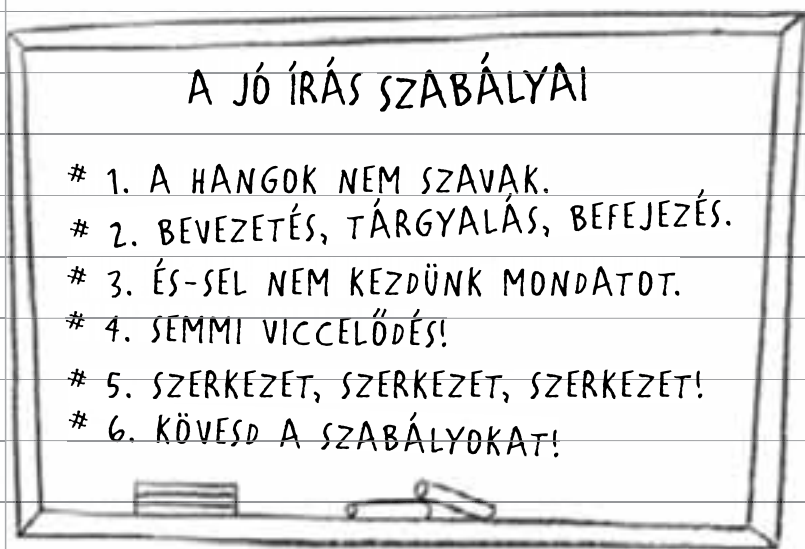 A JÓ ÍRÁS SZABÁLYAI
# 1. A HANGOK NEM SZAVAK.
# 2. BEVEZETÉS, TÁRGYALÁS, BEFEJEZÉS.
# 3. ÉS-SEL NEM KEZDÜNK MONDATOT.
# 4. SEMMI VICCELŐDÉS!
# 5. SZERKEZET, SZERKEZET, SZERKEZET!
# 6. KÖVESD A SZABÁLYOKAT!